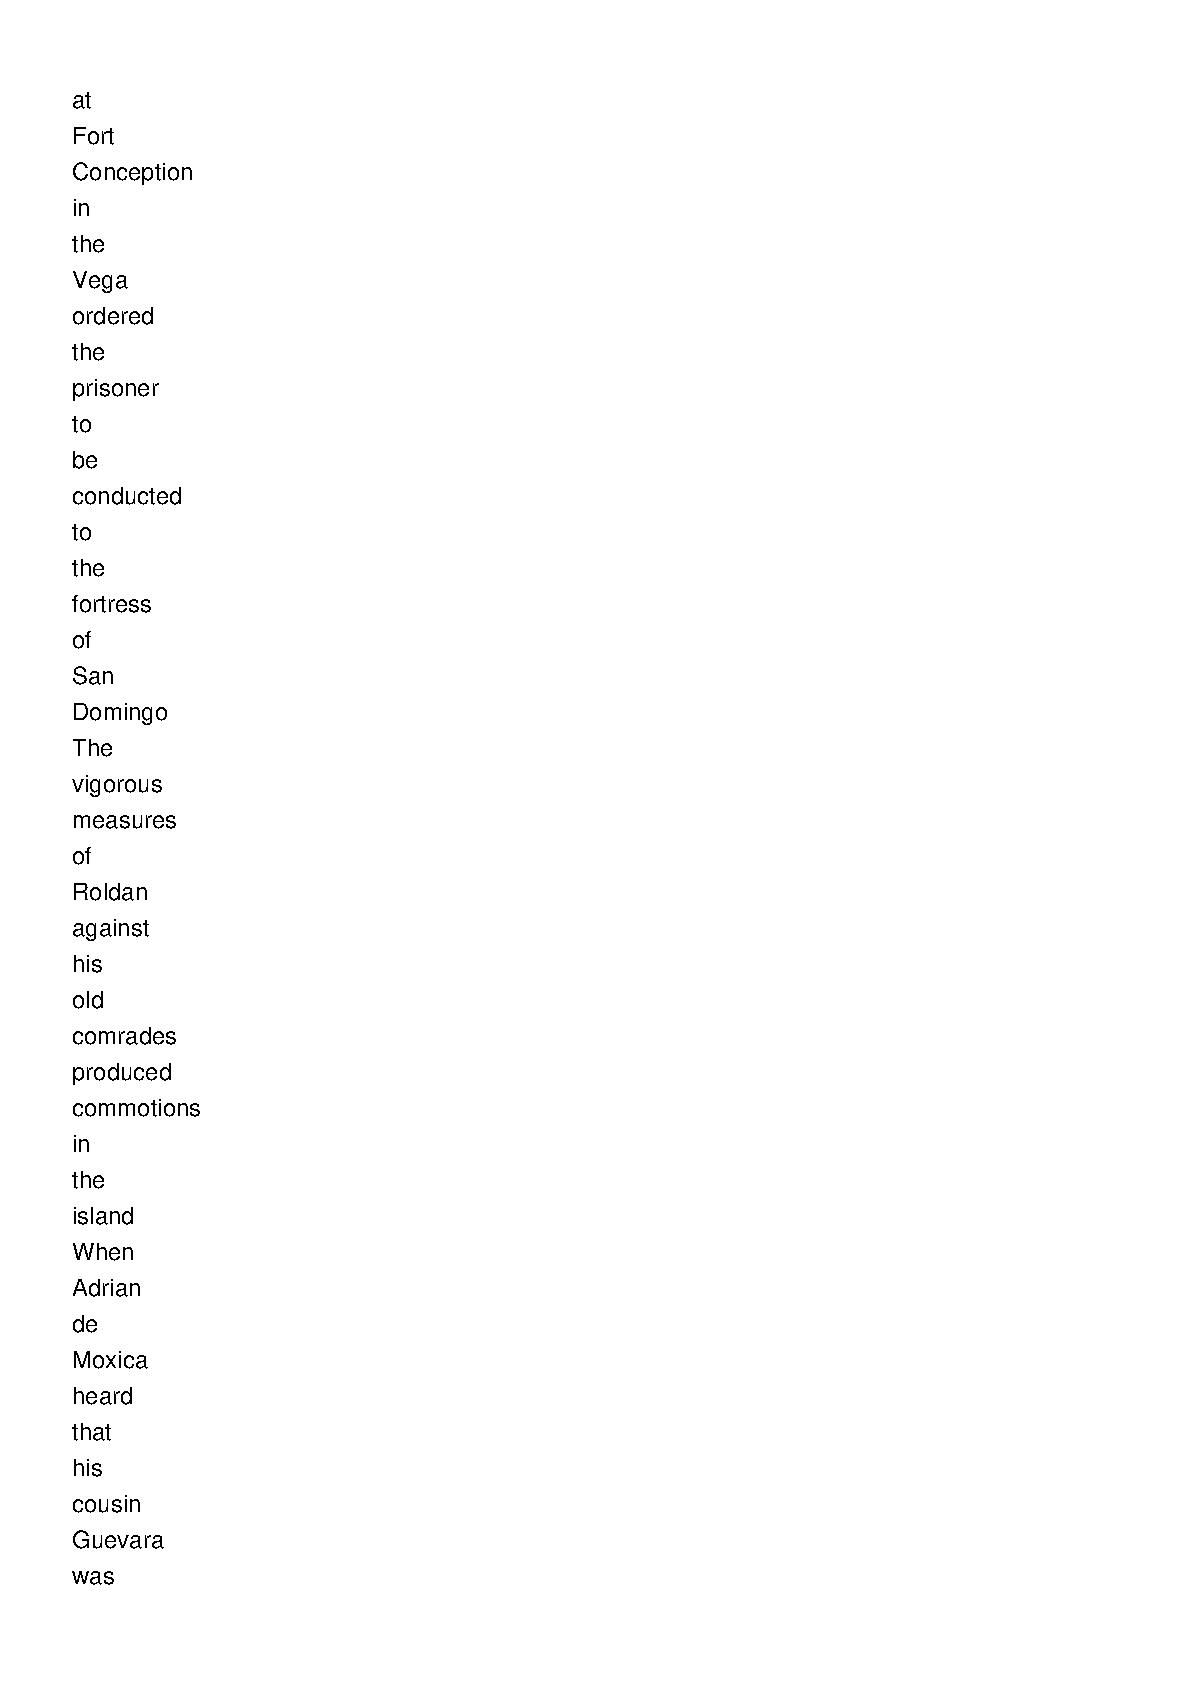 at
Fort
Conception
in
the
Vega
ordered
the
prisoner
to
be
conducted
to
the
fortress
of
San
Domingo
The
vigorous
measures
of
Roldan
against
his
old
comrades
produced
commotions
in
the
island
When
Adrian
de
Moxica
heard
that
his
cousin
Guevara
was